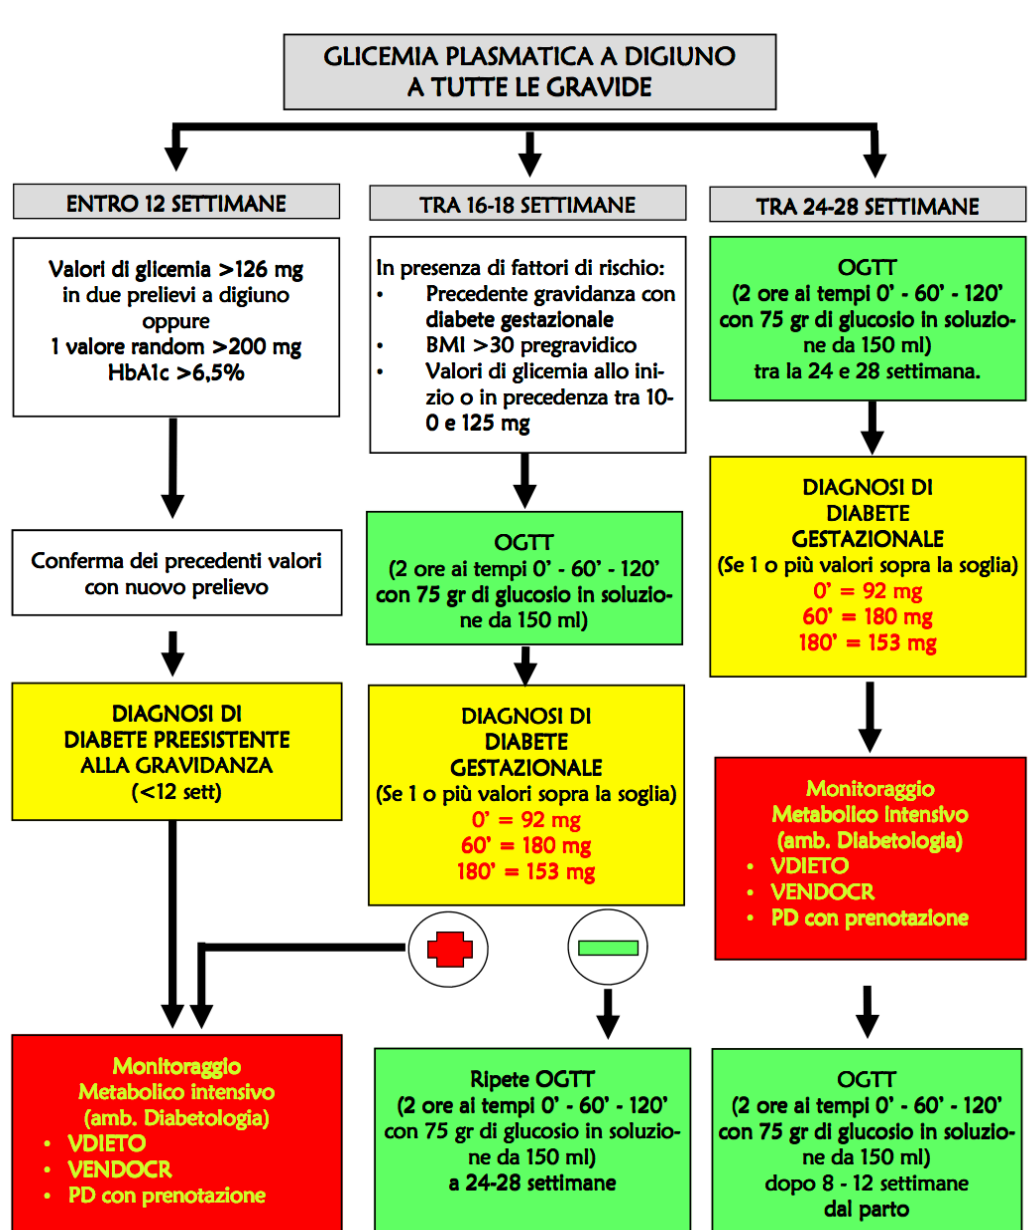 GLICEMIA PLASMATICA A DIGIUNO
A TUTTE LE GRAVIDE
ENTRO 12 SETTIMANE
Valori di glicemia >126 mg
in due prelievi a digiuno
oppure
1 valore random >200 mg
HbA1c >6,5%
Conferma dei precedenti valori
con nuovo prelievo
DIAGNOSI DI
DIABETE PREESISTENTE
ALLA GRAVIDANZA
(<12 sett)
Monitoraggio
Metabolico intensivo
(amb. Diabetologia)
• VDIETO
• VENDOCR
• PD con prenotazione
TRA 16-18 SETTIMANE
In presenza di fattori di rischio:
• Precedente gravidanza con
diabete gestazionale
• BMI >30 pregravidico
• Valori di glicemia allo ini-
zio o in precedenza tra 10-
0 e 125 mg
OGTT
(2 ore ai tempi 0' - 60' - 120'
con 75 gr di glucosio in soluzio-
ne da 150 ml)
DIAGNOSI DI
DIABETE
GESTAZIONALE
(Se 1 o più valori sopra la soglia)
0' = 92 mg
60' = 180 mg
180' = 153 mg
Ripete OGTT
(2 ore ai tempi 0' - 60' - 120'
con 75 gr di glucosio in soluzio-
ne da 150 ml)
a 24-28 settimane
TRA 24-28 SETTIMANE
OGTT
(2 ore ai tempi 0' - 60' - 120'
con 75 gr di glucosio in soluzio-
ne da 150 ml)
tra la 24 e 28 settimana.
DIAGNOSI DI
DIABETE
GESTAZIONALE
(Se 1 o più valori sopra la soglia)
0' = 92 mg
60' = 180 mg
180' = 153 mg
Monitoraggio
Metabolico intensivo
(amb. Diabetologia)
• VDIETO
• VENDOCR
• PD con prenotazione
OGTT
(2 ore ai tempi 0' - 60' - 120'
con 75 gr di glucosio in soluzio-
ne da 150 ml)
dopo 8 - 12 settimane
dal parto